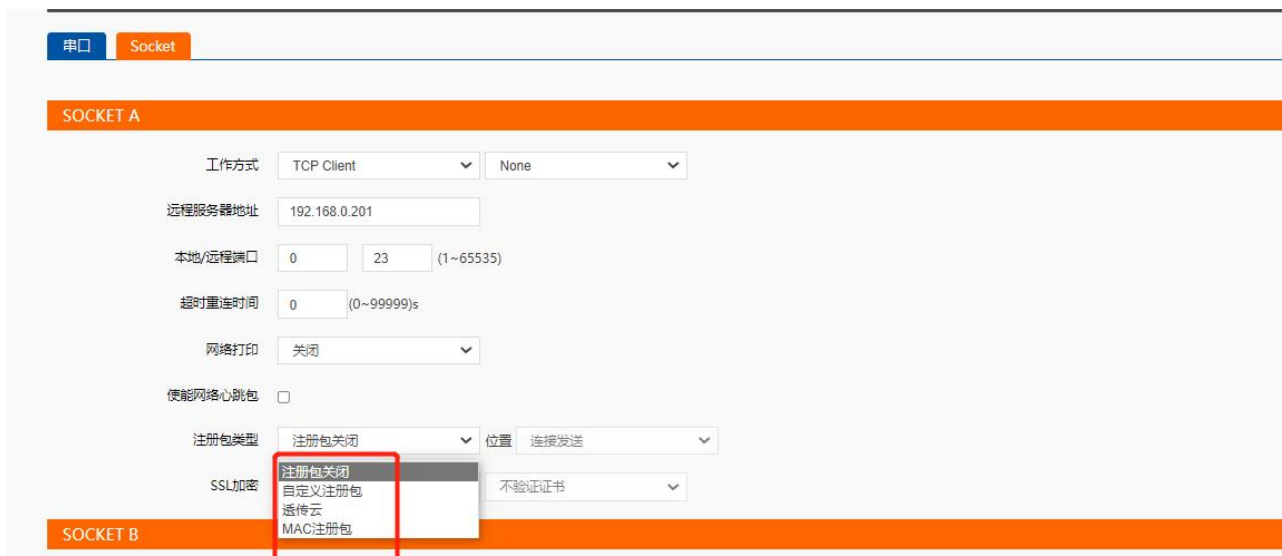 串口 Socket
SOCKET A
工作方式 TCP Client None
远程服务器地址 192.168.0.201
本地/远程端口 0 23 (1~65535)
超时重连时间 0 (0~99999)s
网络打印 关闭
使能网络心跳包
注册包类型 注册包关闭 位置 连接发送
注册包关闭
SSL加密 自定义注册包 不验证证书
透传云
MAC注册包
SOCKET B